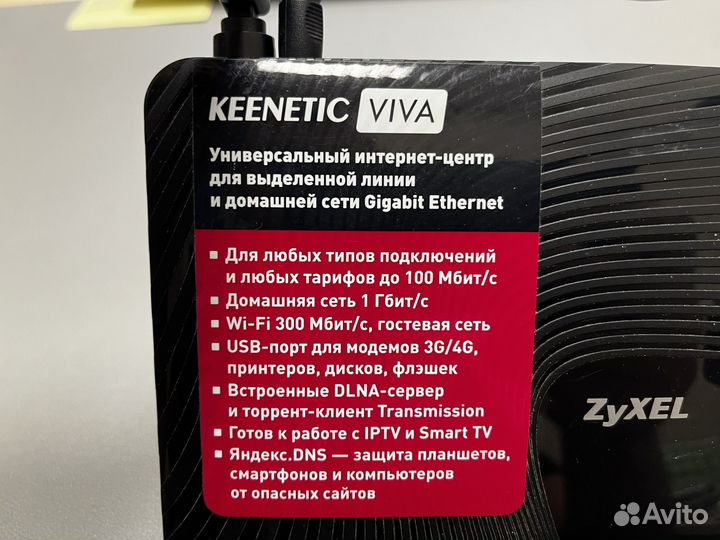 KEENETIC VIVA
Универсальный интернет-центр
для выделенной линии
и домашней сети Gigabit Ethernet
▪ Для любых типов подключений
и любых тарифов до 100 Мбит/с
▪ Домашняя сеть 1 Гбит/с
▪ Wi-Fi 300 Мбит/с, гостевая сеть
▪ USB-порт для модемов 3G/4G,
принтеров, дисков, флэшек
▪ Встроенные DLNA-сервер
и торрент-клиент Transmission
▪ Готов к работе с IPTV и Smart TV
▪ Яндекс.DNS — защита планшетов,
смартфонов и компьютеров
от опасных сайтов
ZyXEL
Avito